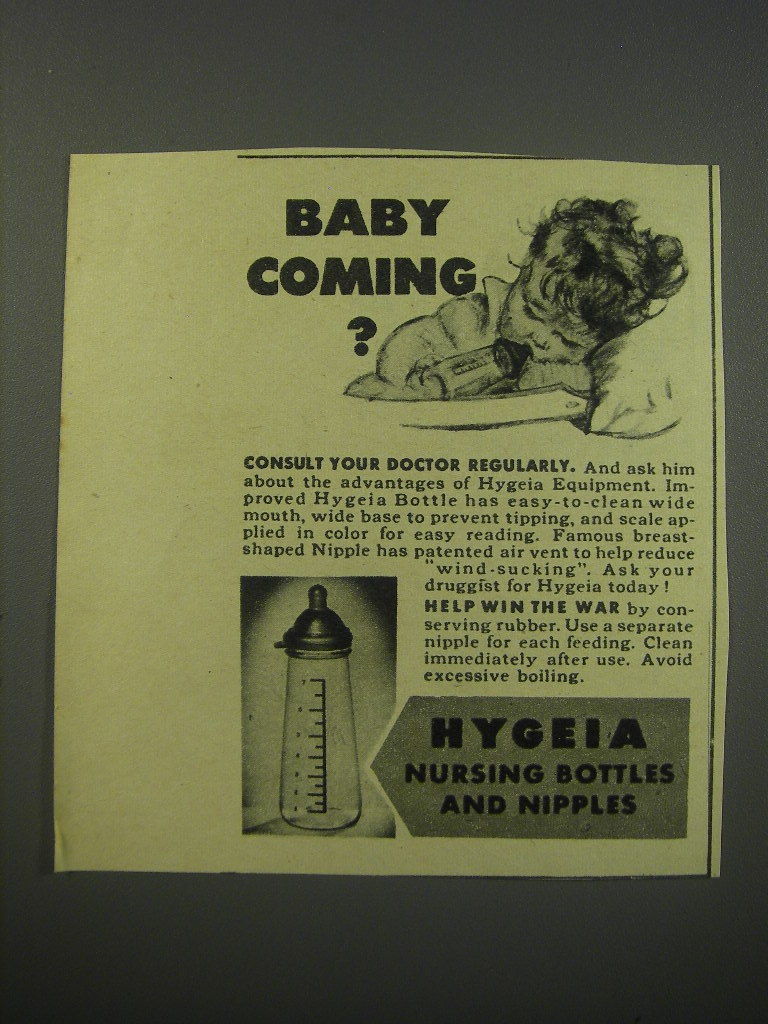 BABY
COMING
?
CONSULT YOUR DOCTOR REGULARLY. And ask him
about the advantages of Hygeia Equipment. Im-
proved Hygeia Bottle has easy-to-clean wide
mouth, wide base to prevent tipping, and scale ap-
plied in color for easy reading. Famous breast-
shaped Nipple has patented air vent to help reduce
"wind-sucking". Ask your
druggist for Hygeia today!
HELP WIN THE WAR by con-
serving rubber. Use a separate
nipple for each feeding. Clean
immediately after use. Avoid
excessive boiling.
HYGEIA
NURSING BOTTLES
AND NIPPLES